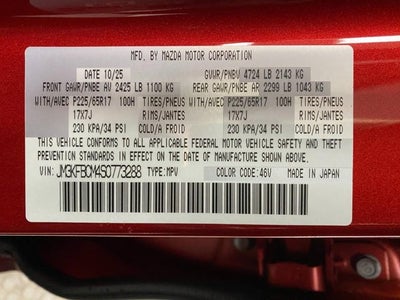 MFD. BY MAZDA MOTOR CORPORATION
DATE 10/25 GVWR/PNBV 4724 LB 2143 KG
FRONT GAWR/PNBE AV 2425 LB 1100 KG REAR GAWR/PNBE AR 2299 LB 1043 KG
WITH/AVEC P225/65R17 100H TIRES/PNEUS WITH/AVEC P225/65R17 100H TIRES/PNEUS
17X7J RIMS/JANTES 17X7J RIMS/JANTES
230 KPA/34 PSI COLD/A FROID 230 KPA/34 PSI COLD/A FROID
THIS VEHICLE CONFORMS TO ALL APPLICABLE FEDERAL MOTOR VEHICLE SAFETY AND THEFT
PREVENTION STANDARDS IN EFFECT ON THE DATE OF MANUFACTURE SHOWN ABOVE.
VIN: JM3KFBCM4S0773288 TYPE:MPV COLOR CODE:46V MADE IN JAPAN